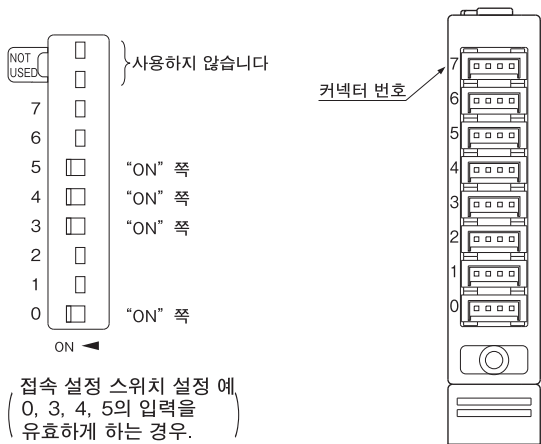 NOT
USED
사용하지 않습니다
7
6
5 “ON” 쪽
4 “ON” 쪽
3 “ON” 쪽
2
1
0 “ON” 쪽
ON
접속 설정 스위치 설정 예
0, 3, 4, 5의 입력을
유효하게 하는 경우.
커넥터 번호
7
6
5
4
3
2
1
0